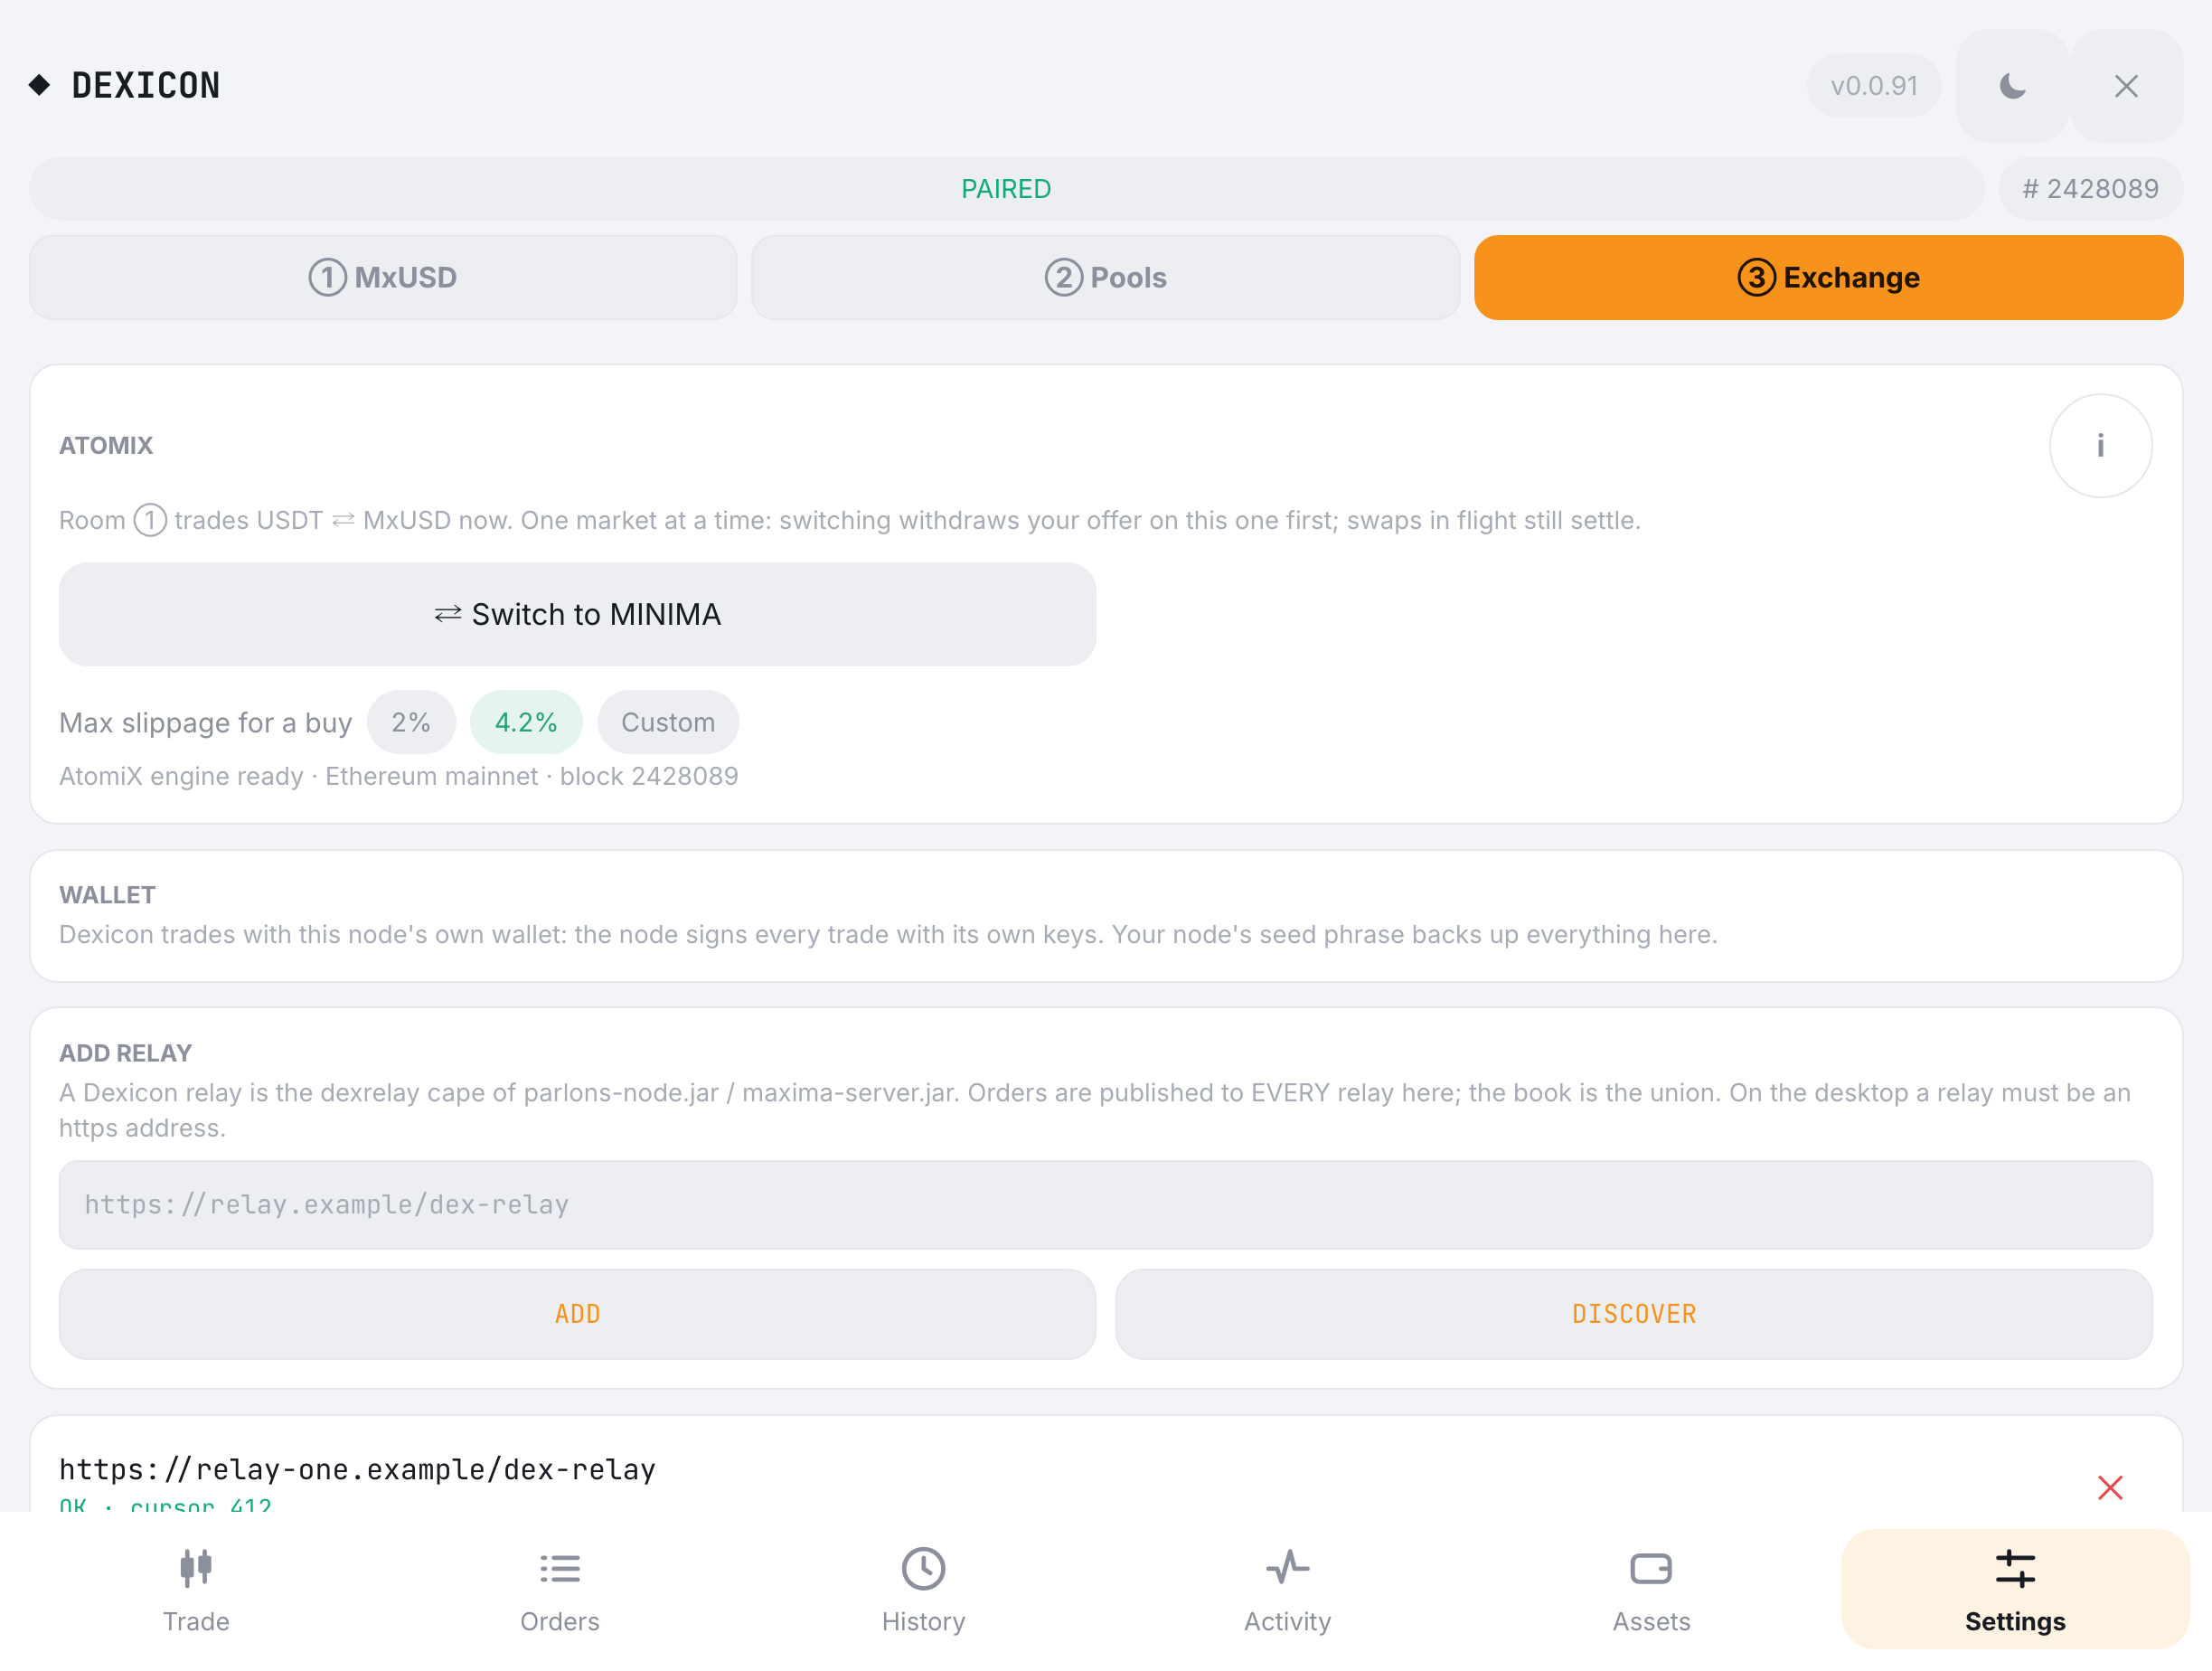 ◆ DEXICON
v0.0.91
PAIRED
# 2428089
① MxUSD
② Pools
③ Exchange
ATOMIX
i
Room ① trades USDT ⇄ MxUSD now. One market at a time: switching withdraws your offer on this one first; swaps in flight still settle.
⇄ Switch to MINIMA
Max slippage for a buy
2%
4.2%
Custom
AtomiX engine ready · Ethereum mainnet · block 2428089
WALLET
Dexicon trades with this node's own wallet: the node signs every trade with its own keys. Your node's seed phrase backs up everything here.
ADD RELAY
A Dexicon relay is the dexrelay cape of parlons-node.jar / maxima-server.jar. Orders are published to EVERY relay here; the book is the union. On the desktop a relay must be an
https address.
https://relay.example/dex-relay
ADD
DISCOVER
https://relay-one.example/dex-relay
OK · cursor 412
Trade
Orders
History
Activity
Assets
Settings